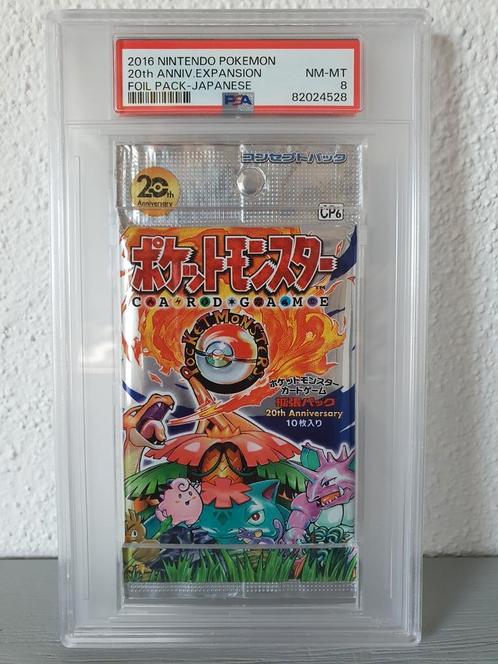 2016 NINTENDO POKEMON
20th ANNIV.EXPANSION NM-MT
FOIL PACK-JAPANESE 8
PSA 82024528
コンセプトパック
20th
Anniversary
CP6
ポケットモンスター
TM
CARD GAME
POCKET MONSTERS
ポケットモンスター
カードゲーム
拡張パック
20th Anniversary
10枚入り